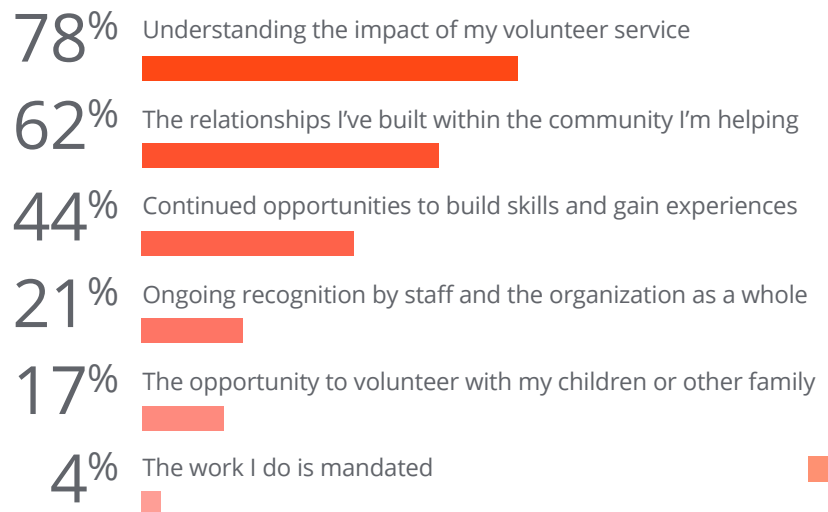 78% Understanding the impact of my volunteer service
62% The relationships I’ve built within the community I’m helping
44% Continued opportunities to build skills and gain experiences
21% Ongoing recognition by staff and the organization as a whole
17% The opportunity to volunteer with my children or other family
4% The work I do is mandated